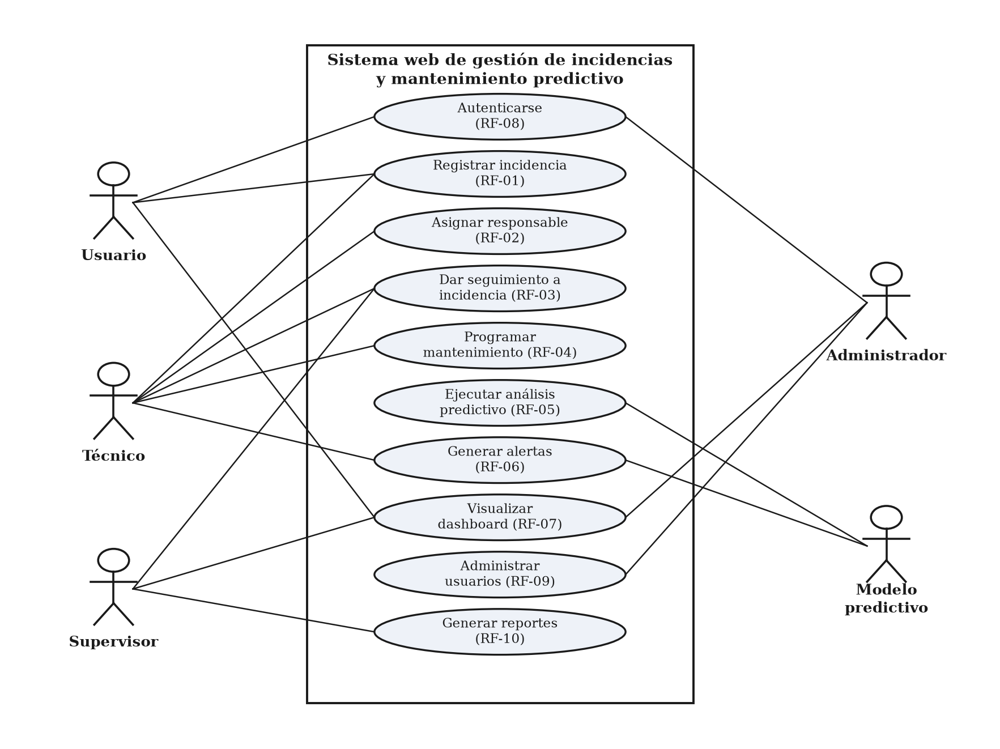 Sistema web de gestión de incidencias
y mantenimiento predictivo
Autenticarse
(RF-08)
Registrar incidencia
(RF-01)
Asignar responsable
(RF-02)
Dar seguimiento a
incidencia (RF-03)
Programar
mantenimiento (RF-04)
Ejecutar análisis
predictivo (RF-05)
Generar alertas
(RF-06)
Visualizar
dashboard (RF-07)
Administrar
usuarios (RF-09)
Generar reportes
(RF-10)
Usuario
Técnico
Supervisor
Administrador
Modelo
predictivo